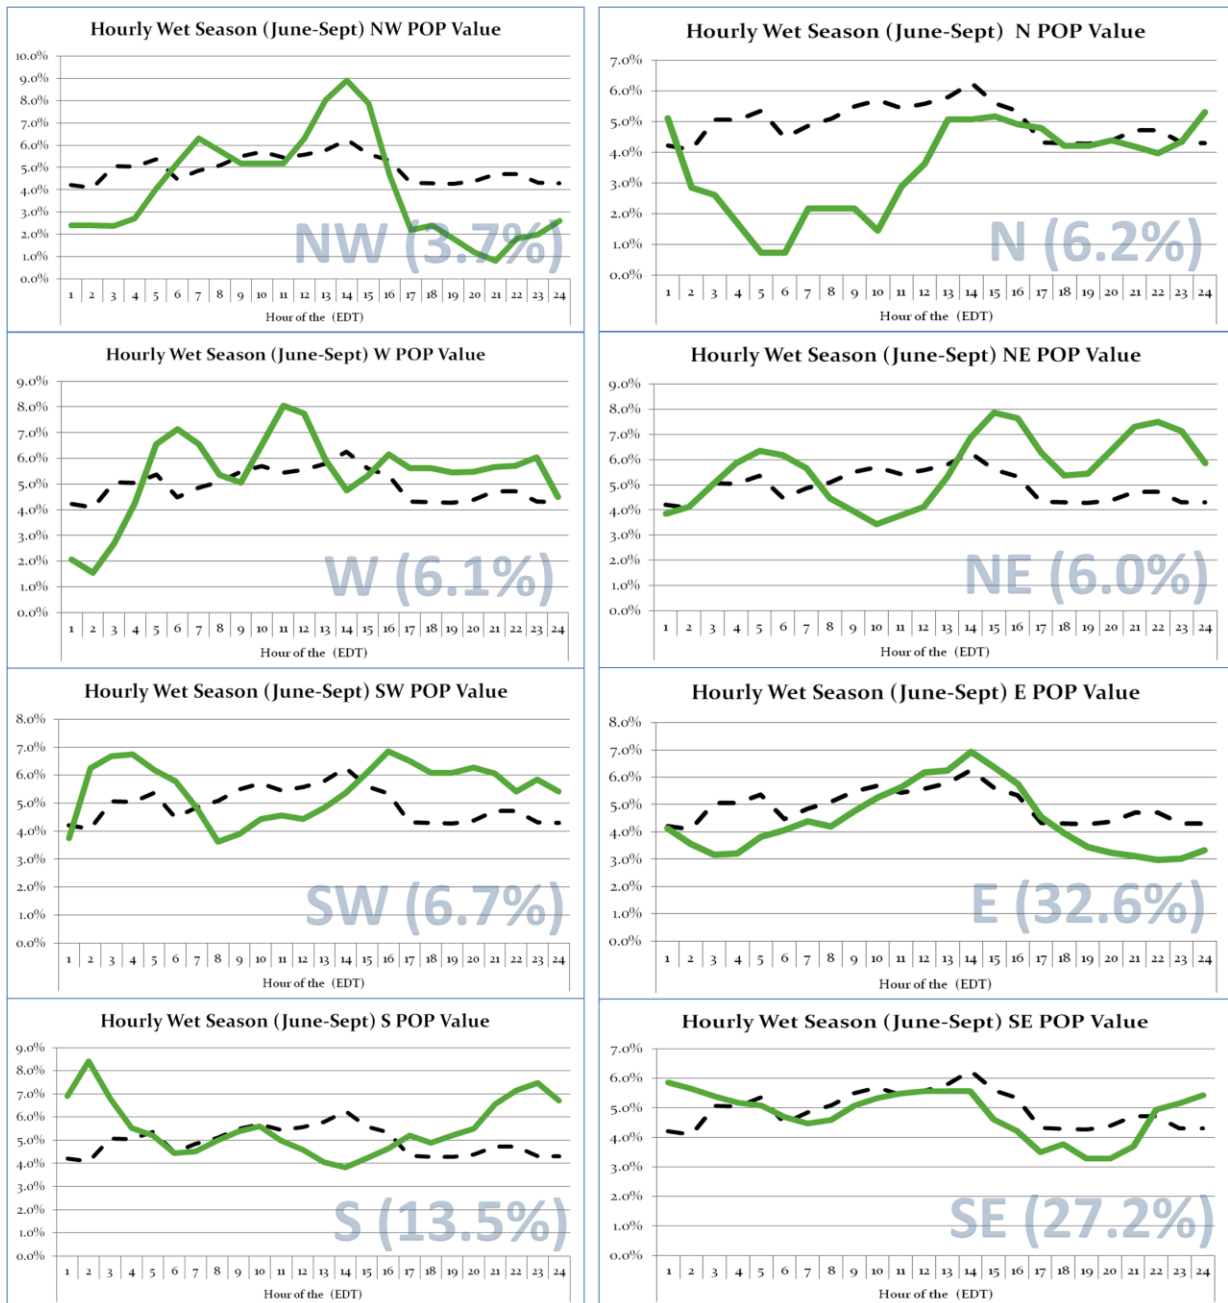 Hourly Wet Season (June-Sept) NW POP Value
10.0%
9.0%
8.0%
7.0%
6.0%
5.0%
4.0%
3.0%
2.0%
1.0%
0.0%
NW (3.7%)
1 2 3 4 5 6 7 8 9 10 11 12 13 14 15 16 17 18 19 20 21 22 23 24
Hour of the (EDT)
Hourly Wet Season (June-Sept) N POP Value
7.0%
6.0%
5.0%
4.0%
3.0%
2.0%
1.0%
0.0%
N (6.2%)
1 2 3 4 5 6 7 8 9 10 11 12 13 14 15 16 17 18 19 20 21 22 23 24
Hour of the (EDT)
Hourly Wet Season (June-Sept) W POP Value
9.0%
8.0%
7.0%
6.0%
5.0%
4.0%
3.0%
2.0%
1.0%
0.0%
W (6.1%)
1 2 3 4 5 6 7 8 9 10 11 12 13 14 15 16 17 18 19 20 21 22 23 24
Hour of the (EDT)
Hourly Wet Season (June-Sept) NE POP Value
9.0%
8.0%
7.0%
6.0%
5.0%
4.0%
3.0%
2.0%
1.0%
0.0%
NE (6.0%)
1 2 3 4 5 6 7 8 9 10 11 12 13 14 15 16 17 18 19 20 21 22 23 24
Hour of the (EDT)
Hourly Wet Season (June-Sept) SW POP Value
8.0%
7.0%
6.0%
5.0%
4.0%
3.0%
2.0%
1.0%
0.0%
SW (6.7%)
1 2 3 4 5 6 7 8 9 10 11 12 13 14 15 16 17 18 19 20 21 22 23 24
Hour of the (EDT)
Hourly Wet Season (June-Sept) E POP Value
8.0%
7.0%
6.0%
5.0%
4.0%
3.0%
2.0%
1.0%
0.0%
E (32.6%)
1 2 3 4 5 6 7 8 9 10 11 12 13 14 15 16 17 18 19 20 21 22 23 24
Hour of the (EDT)
Hourly Wet Season (June-Sept) S POP Value
9.0%
8.0%
7.0%
6.0%
5.0%
4.0%
3.0%
2.0%
1.0%
0.0%
S (13.5%)
1 2 3 4 5 6 7 8 9 10 11 12 13 14 15 16 17 18 19 20 21 22 23 24
Hour of the (EDT)
Hourly Wet Season (June-Sept) SE POP Value
7.0%
6.0%
5.0%
4.0%
3.0%
2.0%
1.0%
0.0%
SE (27.2%)
1 2 3 4 5 6 7 8 9 10 11 12 13 14 15 16 17 18 19 20 21 22 23 24
Hour of the (EDT)